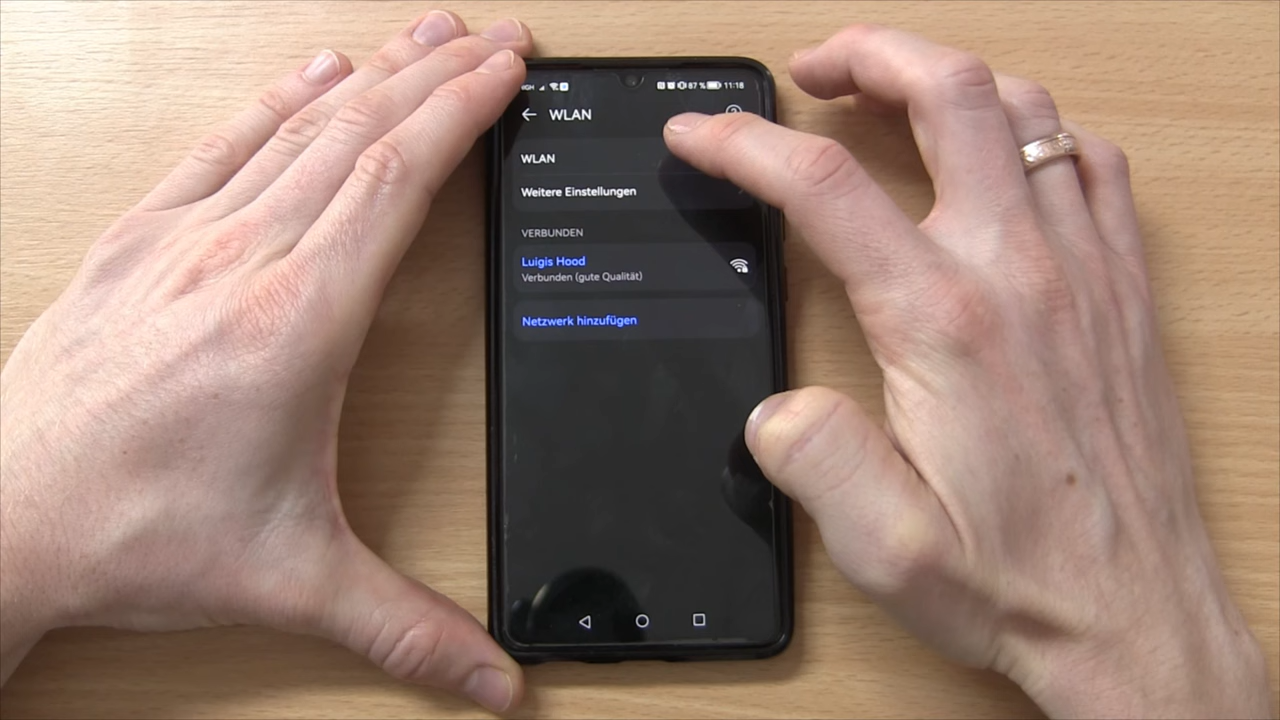 87 % 11:18
WLAN
WLAN
Weitere Einstellungen
VERBUNDEN
Luigis Hood
Verbunden (gute Qualität)
Netzwerk hinzufügen